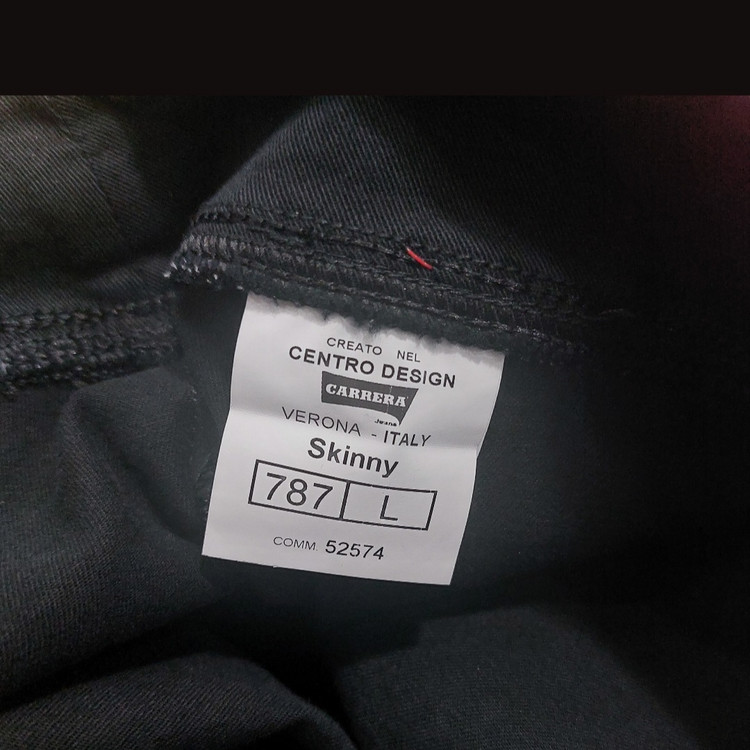 CREATO NEL
CENTRO DESIGN
CARRERA
Jeans
VERONA - ITALY
Skinny
787 L
COMM. 52574